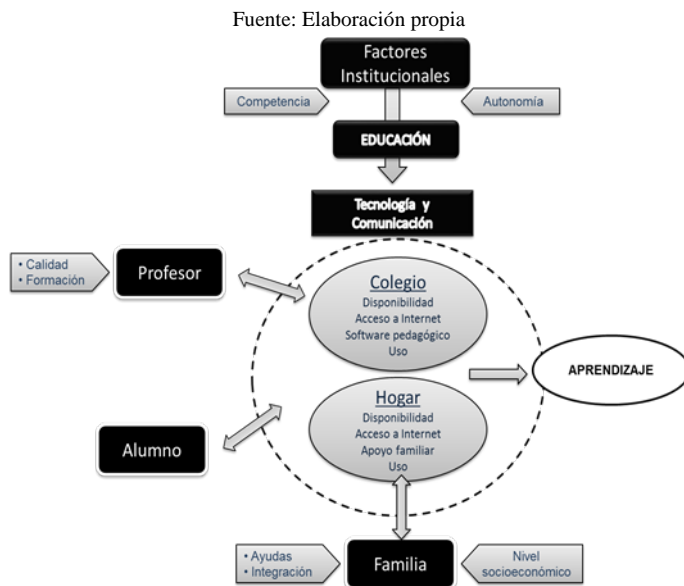 Fuente: Elaboración propia
Factores
Institucionales
Competencia
Autonomía
EDUCACIÓN
Tecnología y
Comunicación
• Calidad
• Formación
Profesor
Colegio
Disponibilidad
Acceso a Internet
Software pedagógico
Uso
APRENDIZAJE
Hogar
Disponibilidad
Acceso a Internet
Apoyo familiar
Uso
Alumno
• Ayudas
• Integración
Familia
Nivel
socioeconómico